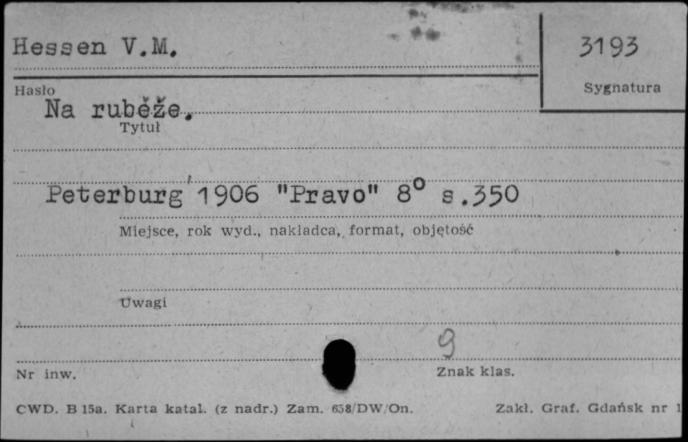 Hessen V.M.
3193
Hasło
Sygnatura
Na ruběže.
Tytuł
Peterburg 1906 "Pravo" 8° s.350
Miejsce, rok wyd., nakładca, format, objętość
Uwagi
9
Nr inw.
Znak klas.
CWD. B 15a. Karta katal. (z nadr.) Zam. 638/DW/On.
Zakł. Graf. Gdańsk nr 1